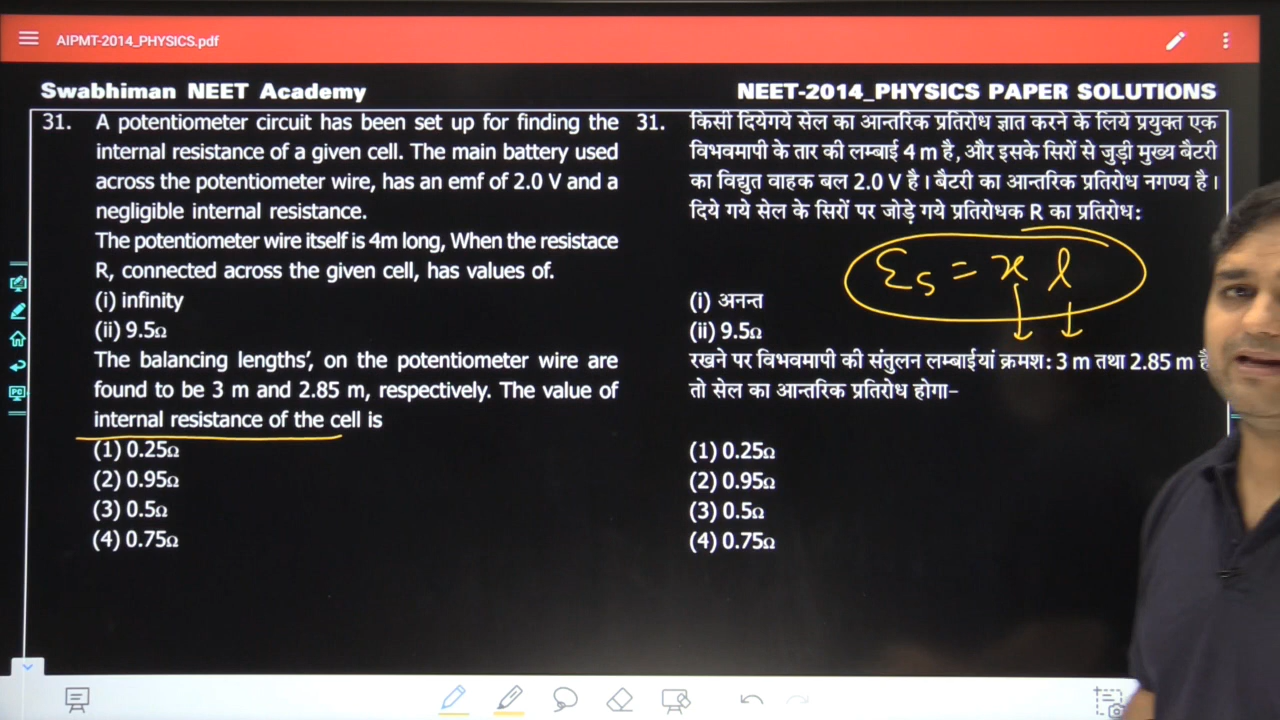 AIPMT-2014_PHYSICS.pdf
Swabhiman NEET Academy
NEET-2014_PHYSICS PAPER SOLUTIONS
31. A potentiometer circuit has been set up for finding the
internal resistance of a given cell. The main battery used
across the potentiometer wire, has an emf of 2.0 V and a
negligible internal resistance.
The potentiometer wire itself is 4m long, When the resistace
R, connected across the given cell, has values of.
(i) infinity
(ii) 9.5Ω
The balancing lengths', on the potentiometer wire are
found to be 3 m and 2.85 m, respectively. The value of
internal resistance of the cell is
(1) 0.25Ω
(2) 0.95Ω
(3) 0.5Ω
(4) 0.75Ω
31. किसी दियेगये सेल का आन्तरिक प्रतिरोध ज्ञात करने के लिये प्रयुक्त एक
विभवमापी के तार की लम्बाई 4 m है, और इसके सिरों से जुड़ी मुख्य बैटरी
का विद्युत वाहक बल 2.0 V है। बैटरी का आन्तरिक प्रतिरोध नगण्य है।
दिये गये सेल के सिरों पर जोड़े गये प्रतिरोधक R का प्रतिरोध:
Ɛs = x l
(i) अनन्त
(ii) 9.5Ω
रखने पर विभवमापी की संतुलन लम्बाईयां क्रमश: 3 m तथा 2.85 m है
तो सेल का आन्तरिक प्रतिरोध होगा–
(1) 0.25Ω
(2) 0.95Ω
(3) 0.5Ω
(4) 0.75Ω
PC